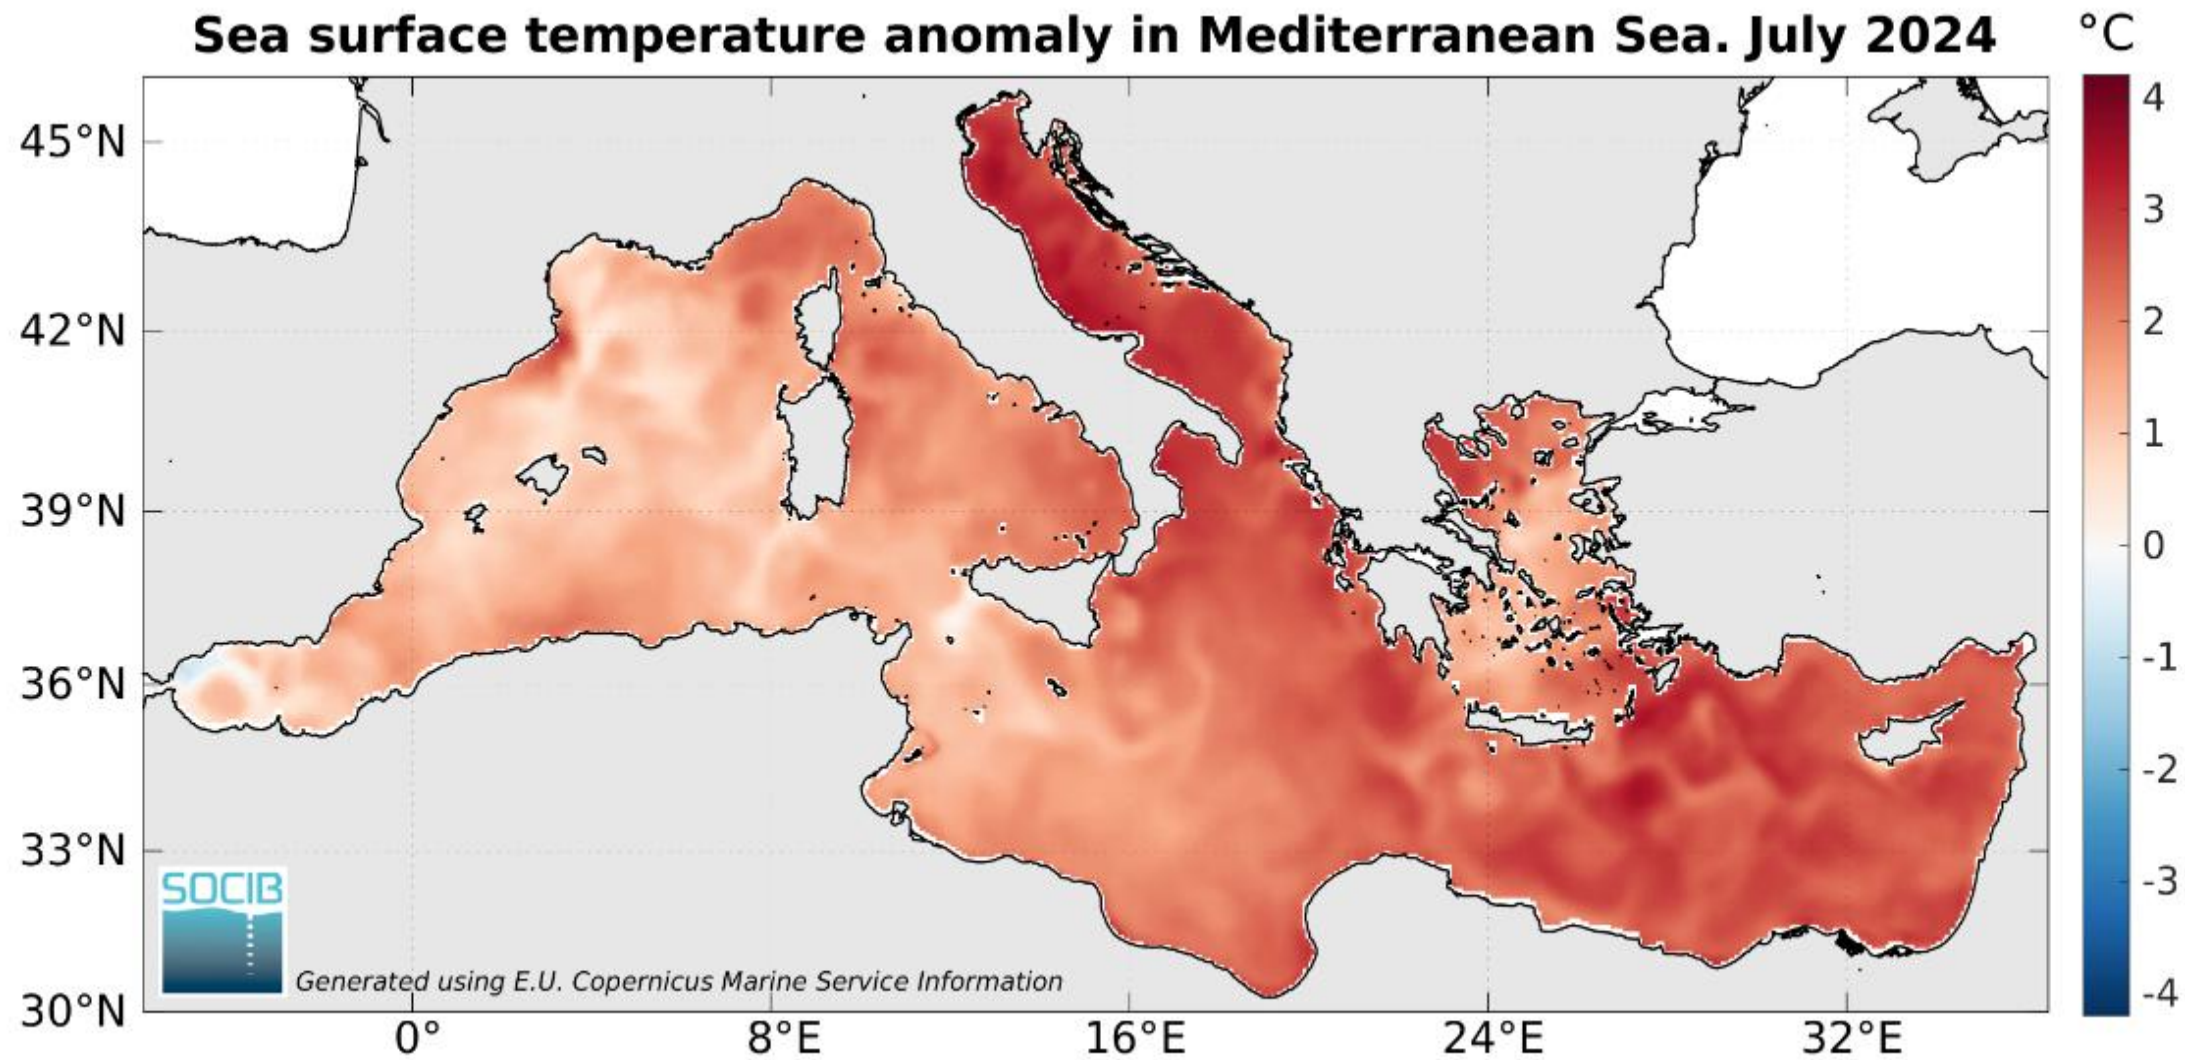 Sea surface temperature anomaly in Mediterranean Sea. July 2024
°C
45°N
42°N
39°N
36°N
33°N
30°N
0°
8°E
16°E
24°E
32°E
4
3
2
1
0
-1
-2
-3
-4
SOCIB
Generated using E.U. Copernicus Marine Service Information